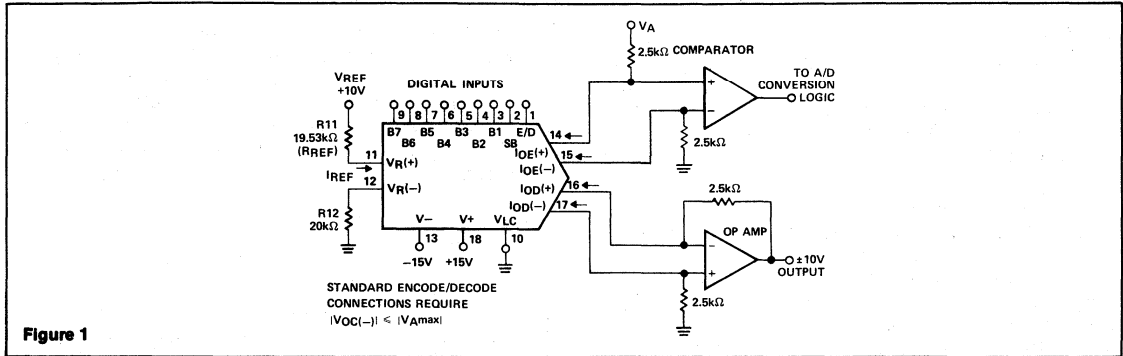 VA
2.5kΩ COMPARATOR
TO A/D
CONVERSION
LOGIC
+
−
2.5kΩ
VREF
+10V
DIGITAL INPUTS
9 8 7 6 5 4 3 2 1
B7 B6 B5 B4 B3 B2 B1 SB E/D
R11
19.53kΩ
(RREF)
11
VR(+)
IREF
12
VR(−)
R12
20kΩ
14
IOE(+)
15
IOE(−)
16
IOD(+)
17
IOD(−)
V−
V+
VLC
13
18
10
−15V
+15V
2.5kΩ
OP AMP
−
+
±10V
OUTPUT
2.5kΩ
STANDARD ENCODE/DECODE
CONNECTIONS REQUIRE
|VOC(−)| ⩽ |VAmax|
Figure 1